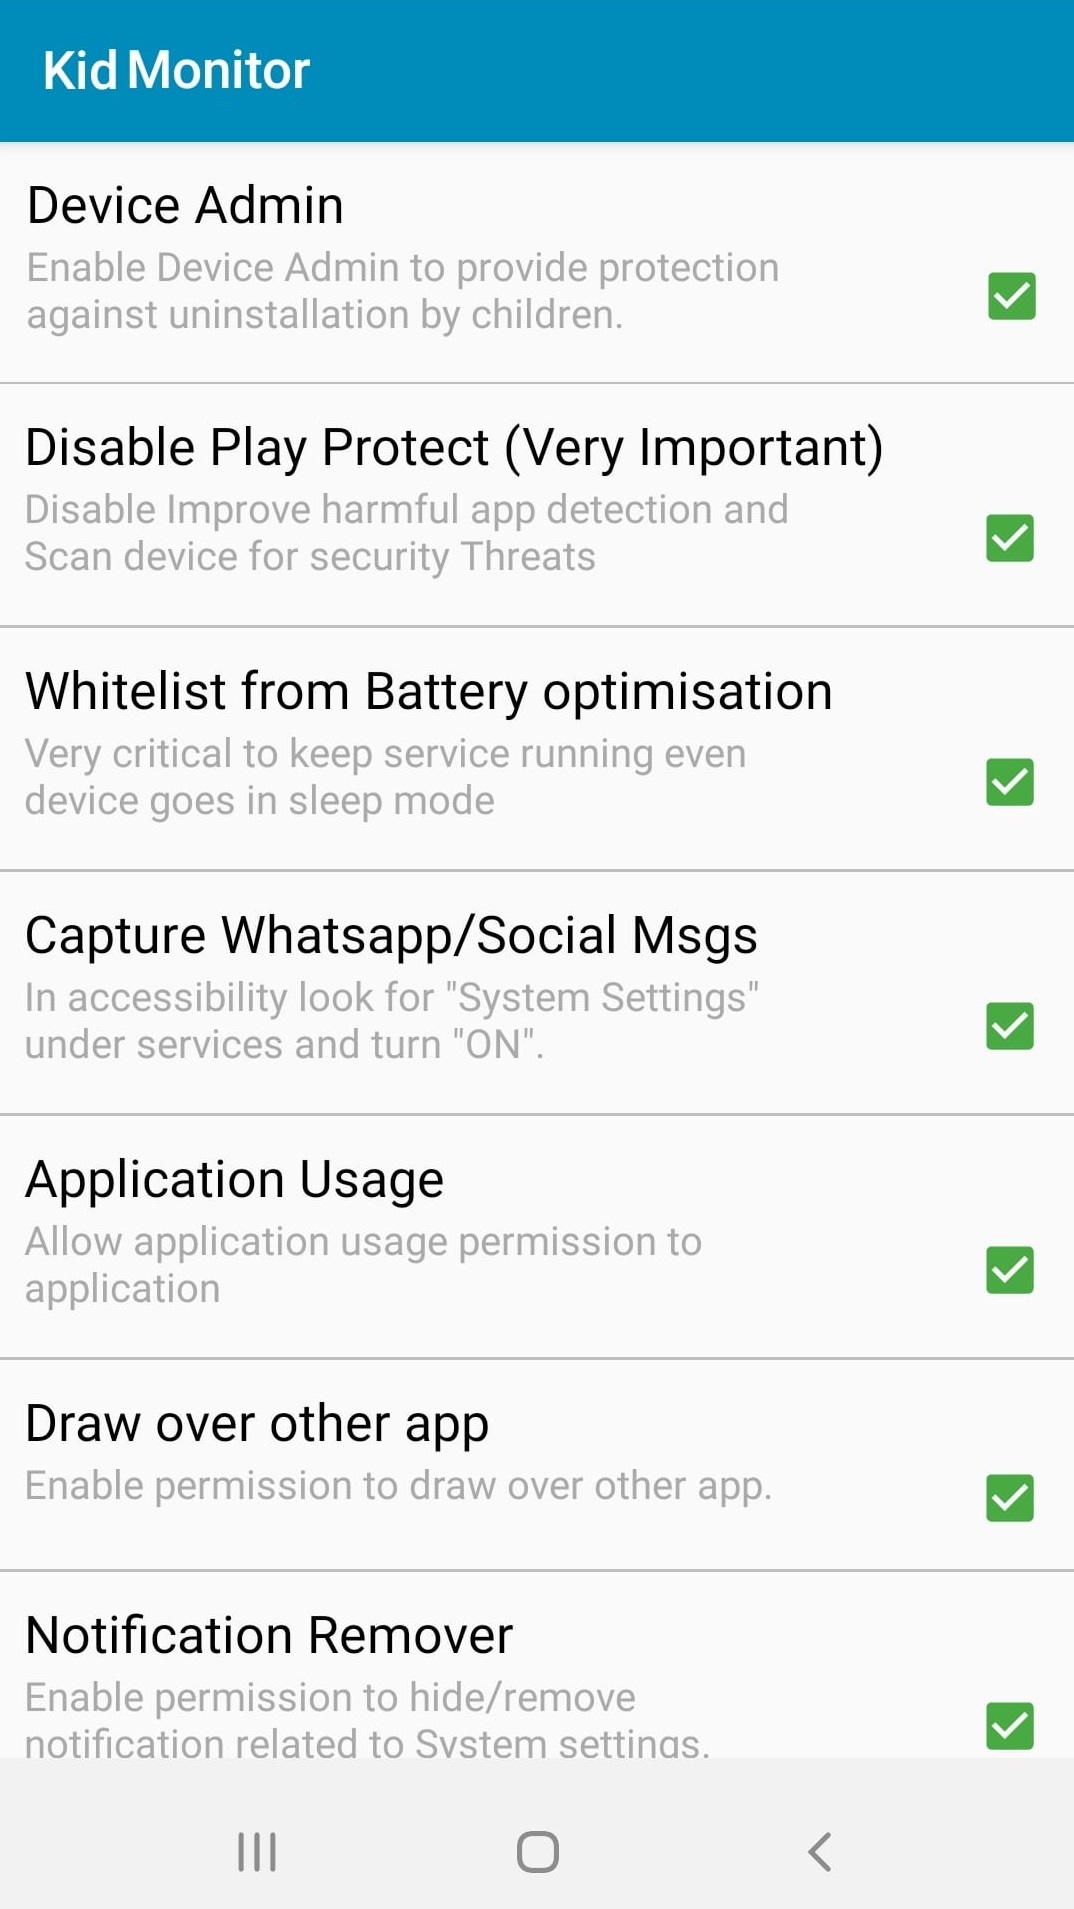 Kid Monitor
Device Admin
Enable Device Admin to provide protection
against uninstallation by children.
Disable Play Protect (Very Important)
Disable Improve harmful app detection and
Scan device for security Threats
Whitelist from Battery optimisation
Very critical to keep service running even
device goes in sleep mode
Capture Whatsapp/Social Msgs
In accessibility look for "System Settings"
under services and turn "ON".
Application Usage
Allow application usage permission to
application
Draw over other app
Enable permission to draw over other app.
Notification Remover
Enable permission to hide/remove
notification related to System settings.